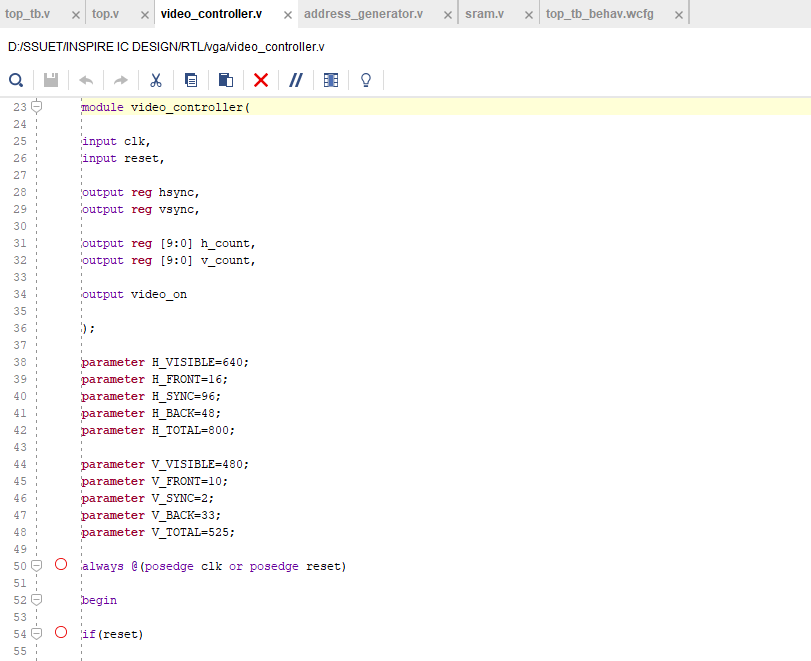 top_tb.v × top.v × video_controller.v × address_generator.v × sram.v × top_tb_behav.wcfg ×
D:/SSUET/INSPIRE IC DESIGN/RTL/vga/video_controller.v
23 module video_controller(
24
25 input clk,
26 input reset,
27
28 output reg hsync,
29 output reg vsync,
30
31 output reg [9:0] h_count,
32 output reg [9:0] v_count,
33
34 output video_on
35
36 );
37
38 parameter H_VISIBLE=640;
39 parameter H_FRONT=16;
40 parameter H_SYNC=96;
41 parameter H_BACK=48;
42 parameter H_TOTAL=800;
43
44 parameter V_VISIBLE=480;
45 parameter V_FRONT=10;
46 parameter V_SYNC=2;
47 parameter V_BACK=33;
48 parameter V_TOTAL=525;
49
50 always @(posedge clk or posedge reset)
51
52 begin
53
54 if(reset)
55